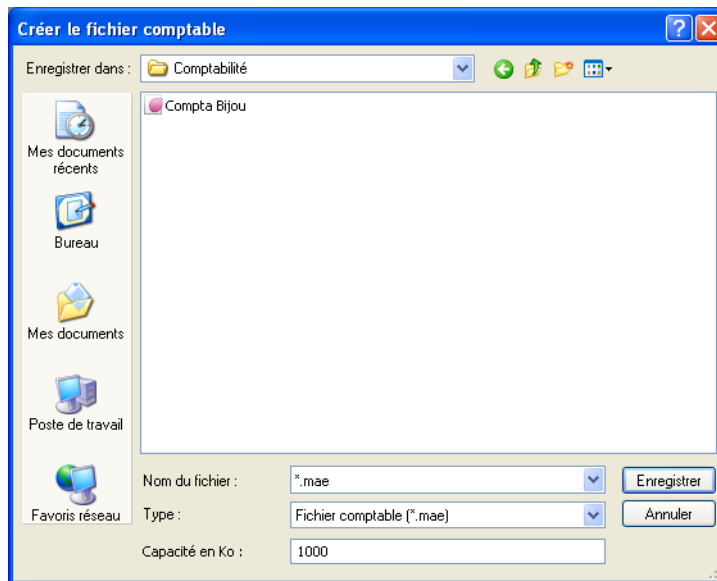 Créer le fichier comptable
Enregistrer dans :
Comptabilité
Compta Bijou
Mes documents
récents
Bureau
Mes documents
Poste de travail
Favoris réseau
Nom du fichier :
*.mae
Enregistrer
Type :
Fichier comptable (*.mae)
Annuler
Capacité en Ko :
1000